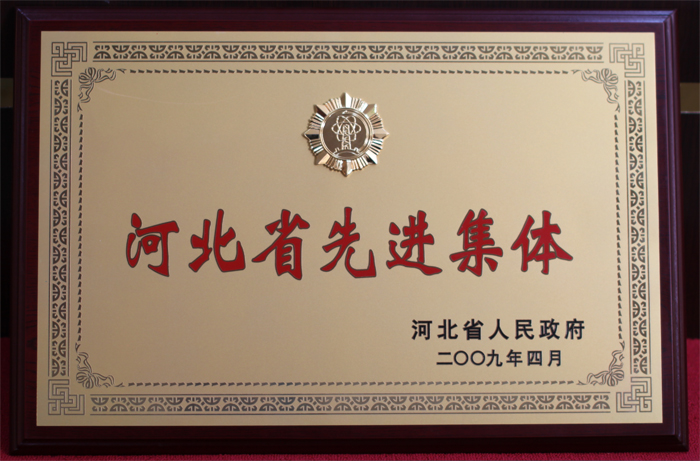 河北省先进集体
河北省人民政府
二〇〇九年四月